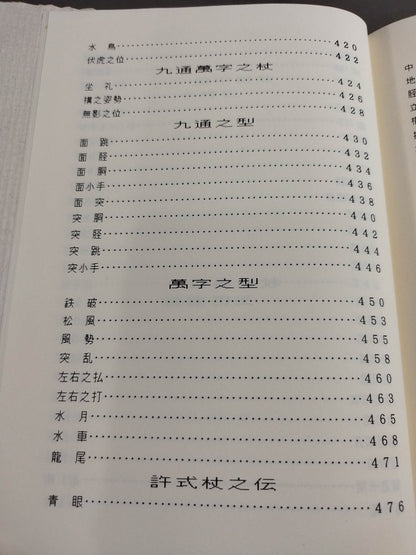 水鳥 420
伏虎之位 422
九通萬字之杖
坐礼 424
構之姿勢 426
無影之位 428
九通之型
面跳 430
面脛 432
面胴 434
面小手 436
面突 438
突胴 440
突脛 442
突跳 444
突小手 446
萬字之型
鉄破 450
松風 453
風勢 455
突乱 458
左右之払 460
左右之打 463
水月 465
水車 468
龍尾 471
許式杖之伝
青眼 476
中
地
脛
立